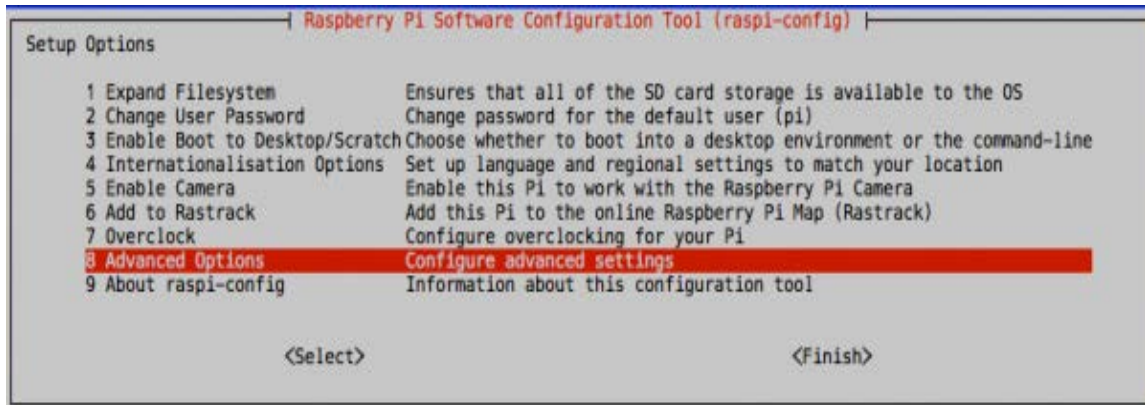 Raspberry Pi Software Configuration Tool (raspi-config)
Setup Options
1 Expand Filesystem Ensures that all of the SD card storage is available to the OS
2 Change User Password Change password for the default user (pi)
3 Enable Boot to Desktop/Scratch Choose whether to boot into a desktop environment or the command-line
4 Internationalisation Options Set up language and regional settings to match your location
5 Enable Camera Enable this Pi to work with the Raspberry Pi Camera
6 Add to Rastrack Add this Pi to the online Raspberry Pi Map (Rastrack)
7 Overclock Configure overclocking for your Pi
8 Advanced Options Configure advanced settings
9 About raspi-config Information about this configuration tool
<Select> <Finish>